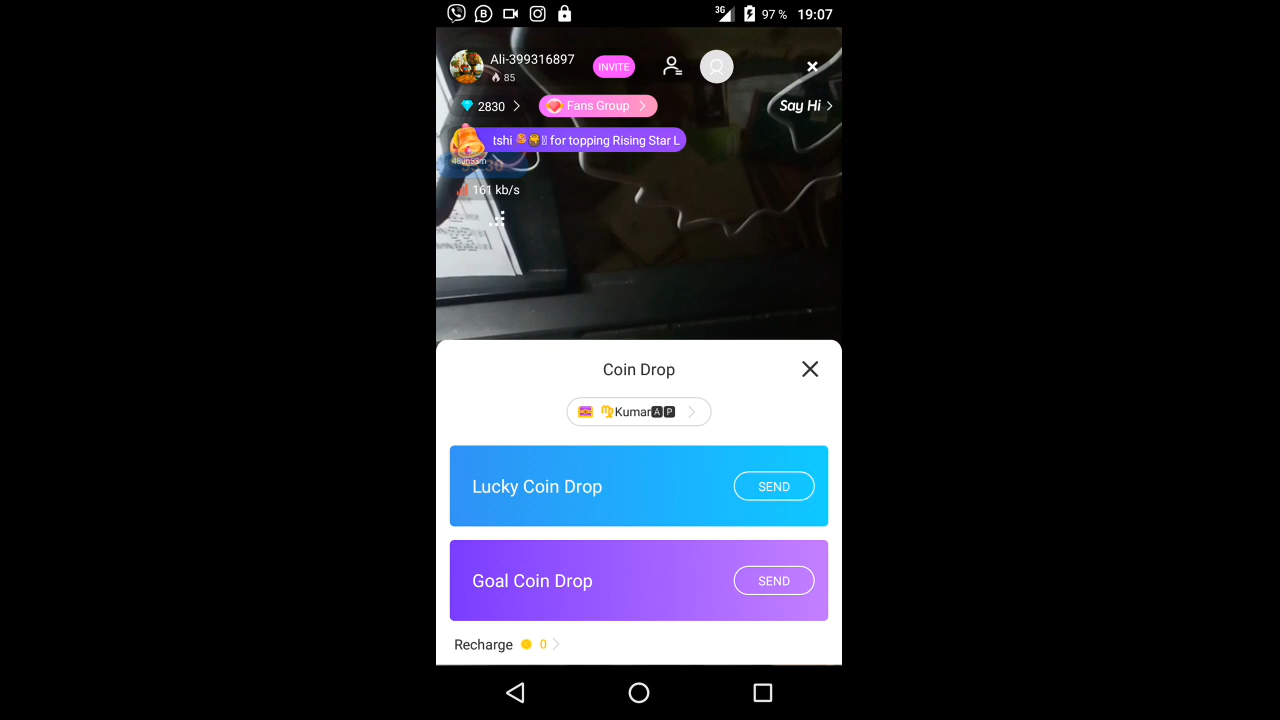 3G 97 % 19:07
Ali-399316897
85
INVITE
2830
Fans Group
Say Hi
tshi for topping Rising Star L
161 kb/s
Coin Drop
♍Kumar🅰🅿
Lucky Coin Drop
SEND
Goal Coin Drop
SEND
Recharge 0